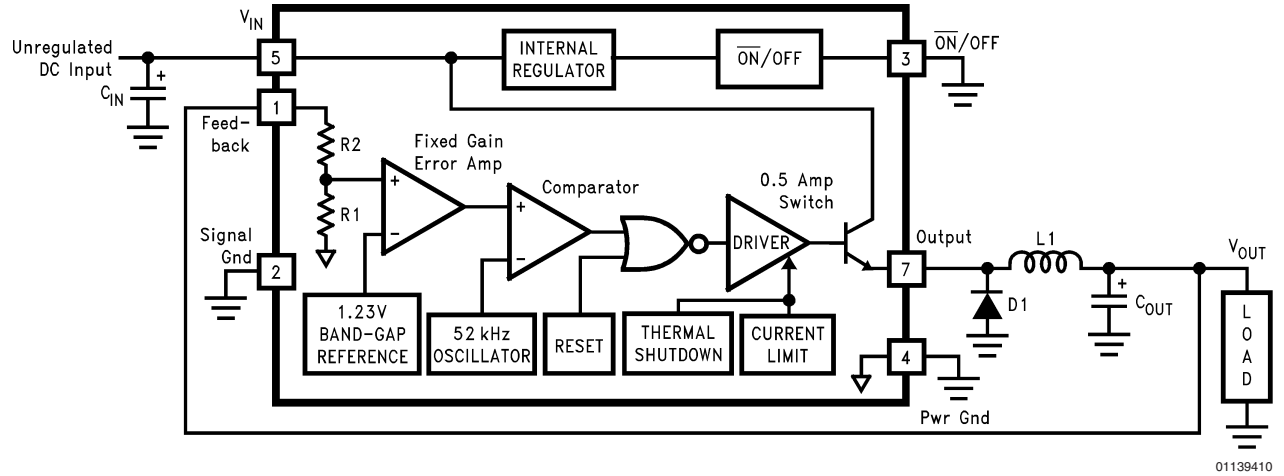 V_IN
Unregulated
DC Input
C_IN
+
5
INTERNAL
REGULATOR
O̅N̅/OFF
3
O̅N̅/OFF
1
Feed-
back
R2
R1
Fixed Gain
Error Amp
+
−
Comparator
+
−
0.5 Amp
Switch
DRIVER
Signal
Gnd
2
1.23V
BAND-GAP
REFERENCE
52 kHz
OSCILLATOR
RESET
THERMAL
SHUTDOWN
CURRENT
LIMIT
Output
7
L1
D1
+
C_OUT
V_OUT
LOAD
4
Pwr Gnd
01139410